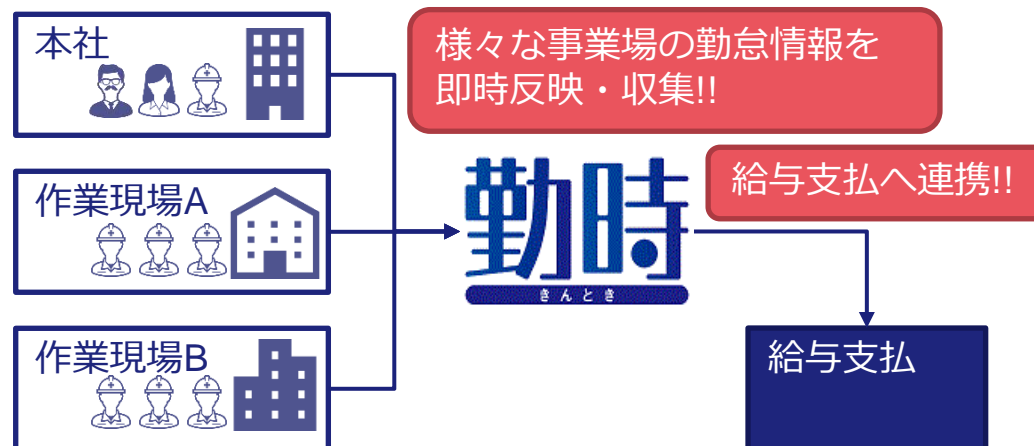 本社
様々な事業場の勤怠情報を
即時反映・収集!!
作業現場A
勤時
きんとき
給与支払へ連携!!
作業現場B
給与支払